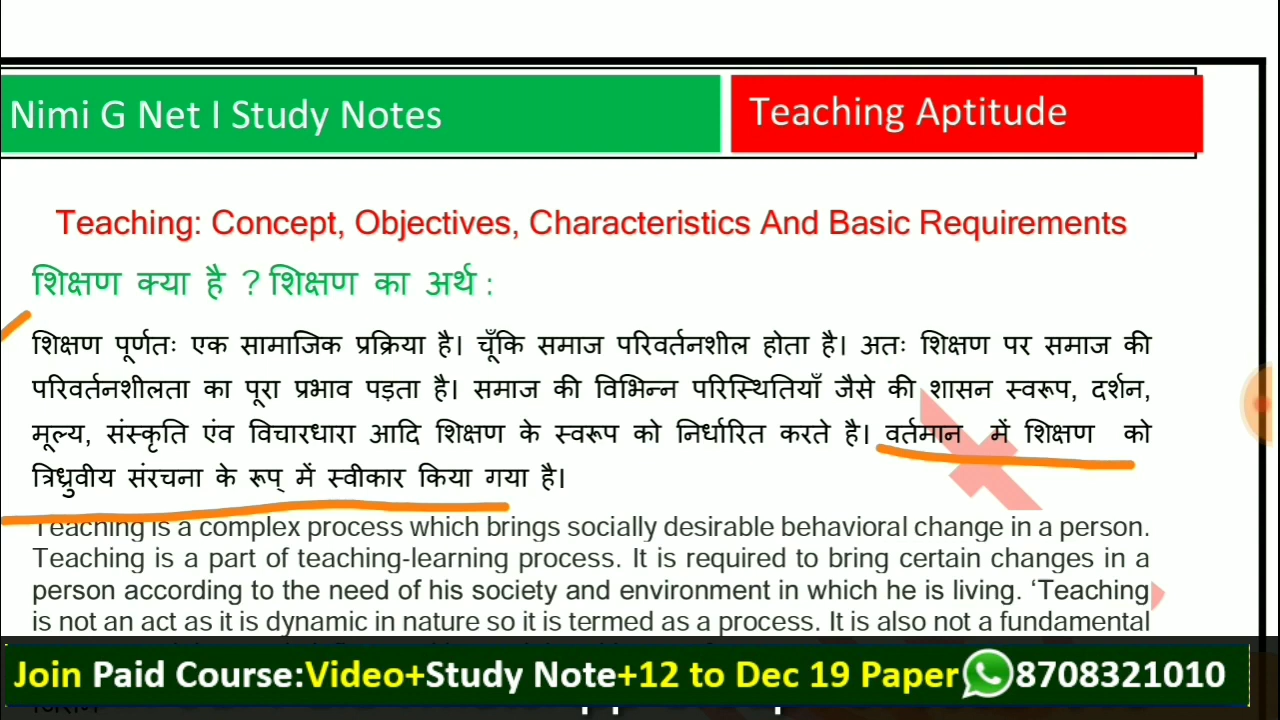 Nimi G Net I Study Notes
Teaching Aptitude
Teaching: Concept, Objectives, Characteristics And Basic Requirements
शिक्षण क्या है ? शिक्षण का अर्थ :
शिक्षण पूर्णतः एक सामाजिक प्रक्रिया है। चूँकि समाज परिवर्तनशील होता है। अतः शिक्षण पर समाज की
परिवर्तनशीलता का पूरा प्रभाव पड़ता है। समाज की विभिन्न परिस्थितियाँ जैसे की शासन स्वरूप, दर्शन,
मूल्य, संस्कृति एंव विचारधारा आदि शिक्षण के स्वरूप को निर्धारित करते है। वर्तमान में शिक्षण को
त्रिध्रुवीय संरचना के रूप् में स्वीकार किया गया है।
Teaching is a complex process which brings socially desirable behavioral change in a person.
Teaching is a part of teaching-learning process. It is required to bring certain changes in a
person according to the need of his society and environment in which he is living. ‘Teaching
is not an act as it is dynamic in nature so it is termed as a process. It is also not a fundamental
Join Paid Course:Video+Study Note+12 to Dec 19 Paper 8708321010